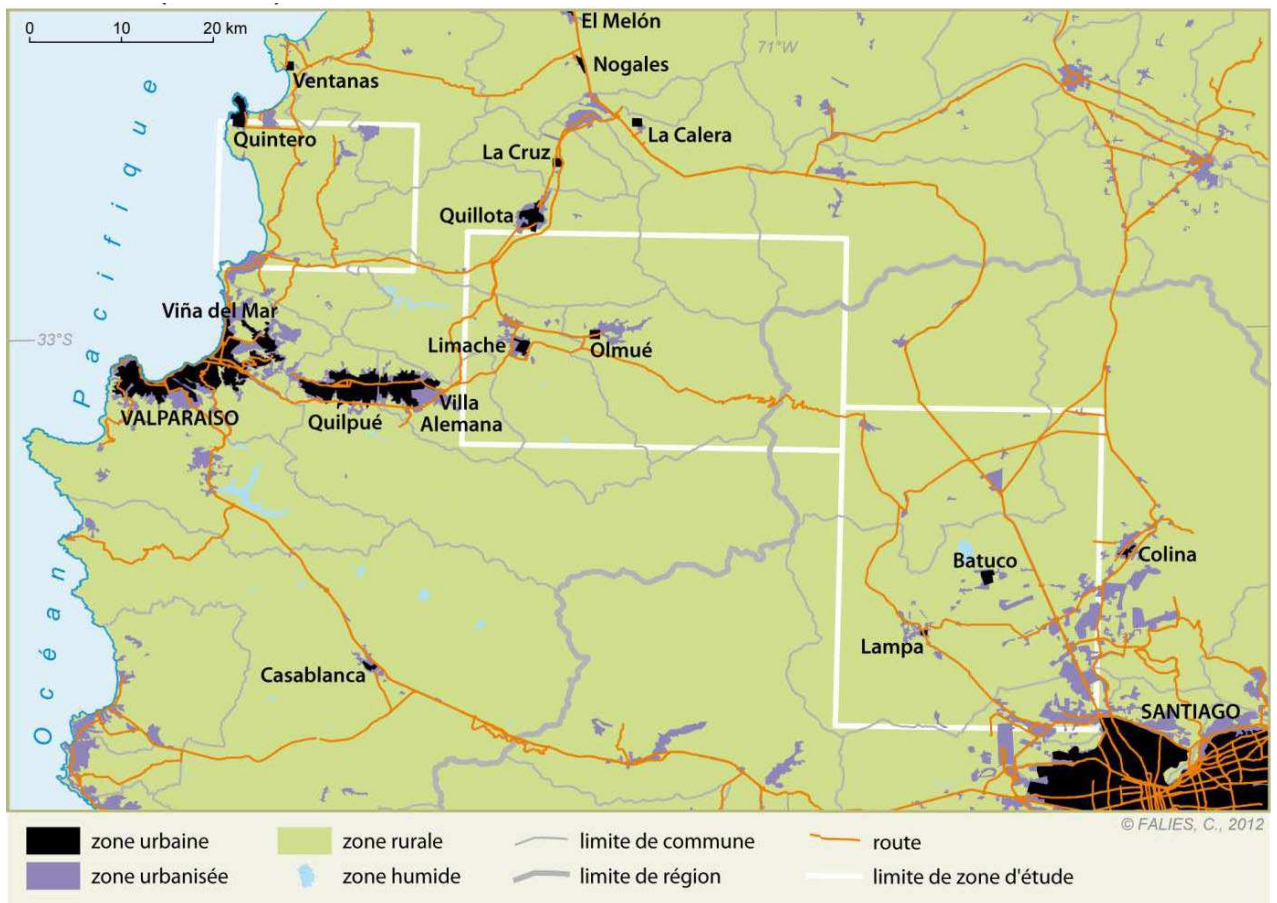 0 10 20 km
El Melón
71°W
Nogales
Ventanas
Quintero
La Calera
La Cruz
Quillota
Viña del Mar
33°S
Limache
Olmué
VALPARAISO
Quilpué
Villa
Alemana
Océan Pacifique
Batuco
Colina
Lampa
Casablanca
SANTIAGO
© FALIES, C., 2012
zone urbaine
zone rurale
limite de commune
route
zone urbanisée
zone humide
limite de région
limite de zone d'étude